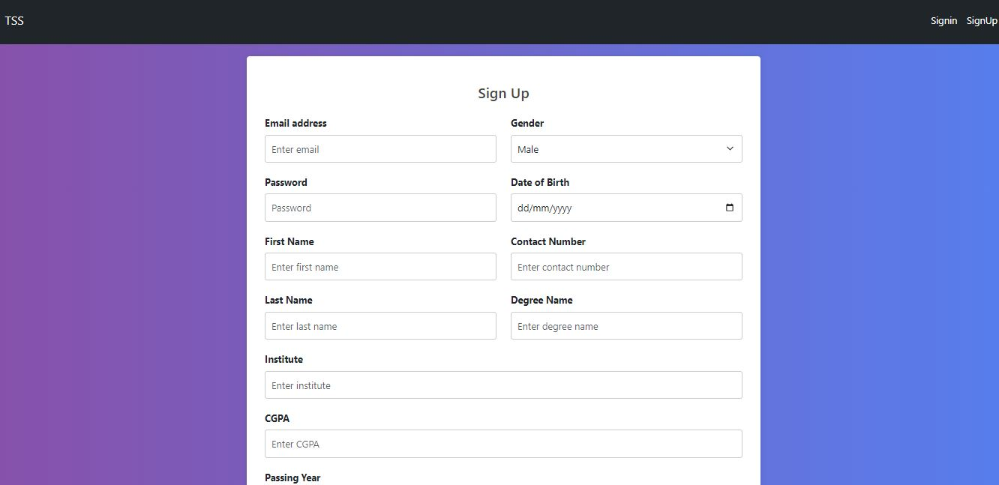 TSS
Signin SignUp
Sign Up
Email address Gender
Enter email Male
Password Date of Birth
Password dd/mm/yyyy
First Name Contact Number
Enter first name Enter contact number
Last Name Degree Name
Enter last name Enter degree name
Institute
Enter institute
CGPA
Enter CGPA
Passing Year